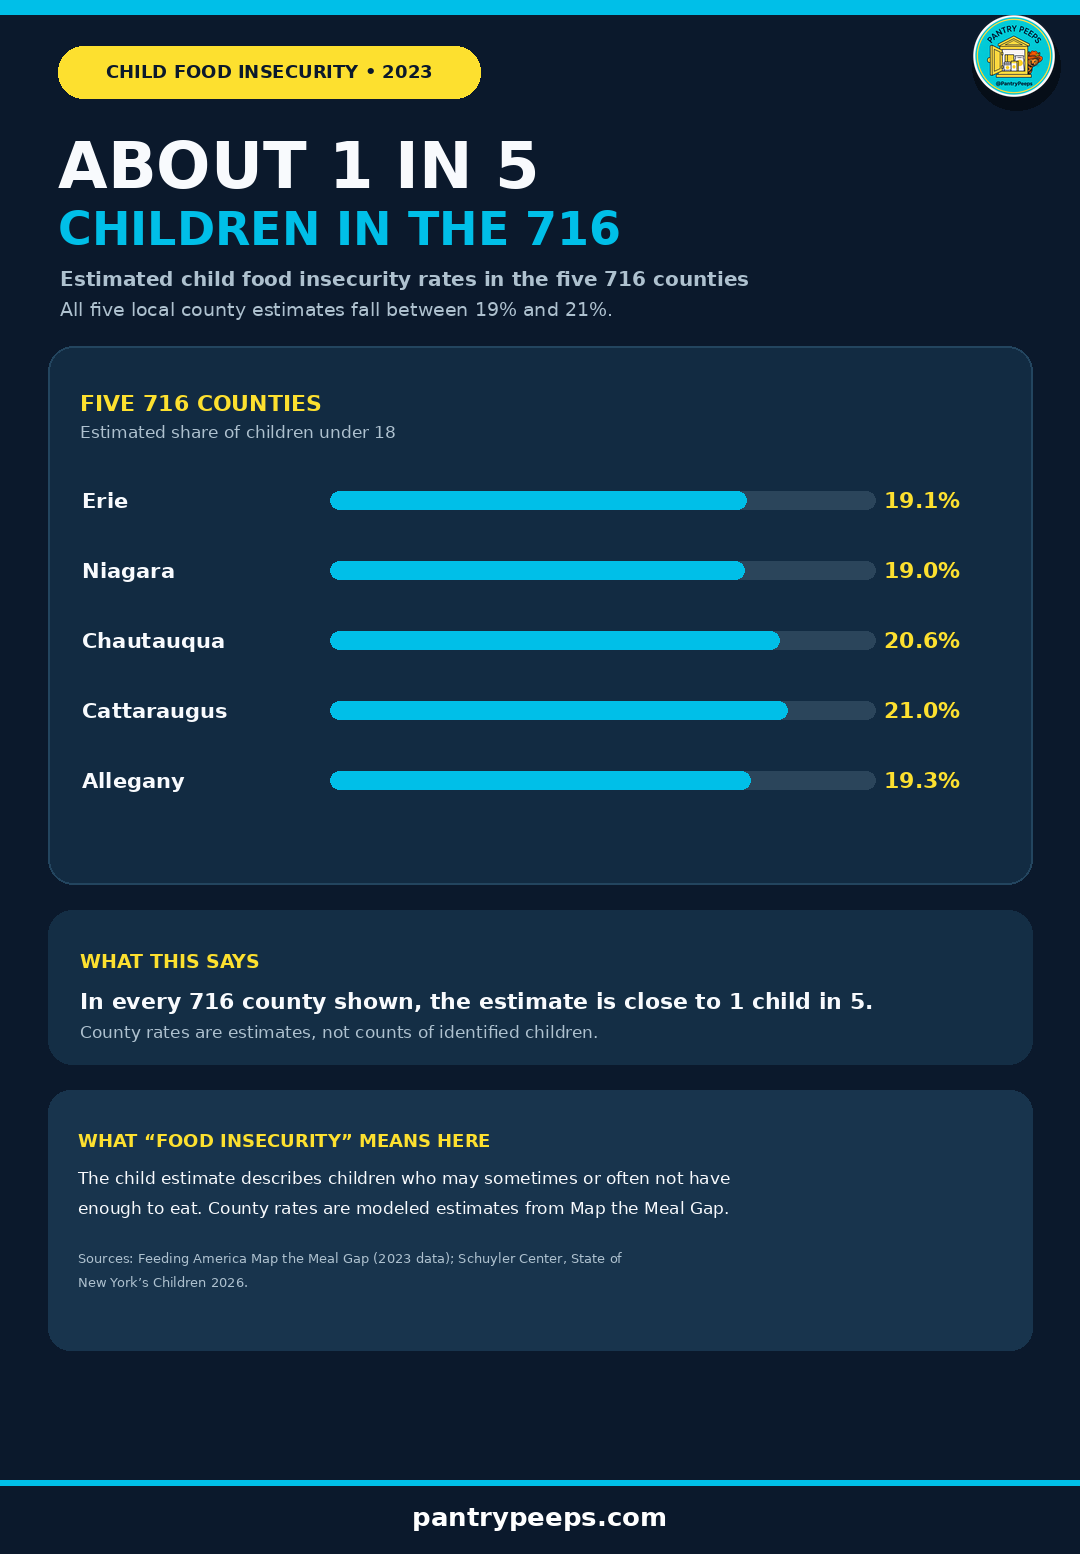 CHILD FOOD INSECURITY • 2023
PANTRY PEEPS
@PantryPeeps
ABOUT 1 IN 5
CHILDREN IN THE 716
Estimated child food insecurity rates in the five 716 counties
All five local county estimates fall between 19% and 21%.
FIVE 716 COUNTIES
Estimated share of children under 18
Erie 19.1%
Niagara 19.0%
Chautauqua 20.6%
Cattaraugus 21.0%
Allegany 19.3%
WHAT THIS SAYS
In every 716 county shown, the estimate is close to 1 child in 5.
County rates are estimates, not counts of identified children.
WHAT “FOOD INSECURITY” MEANS HERE
The child estimate describes children who may sometimes or often not have
enough to eat. County rates are modeled estimates from Map the Meal Gap.
Sources: Feeding America Map the Meal Gap (2023 data); Schuyler Center, State of
New York’s Children 2026.
pantrypeeps.com